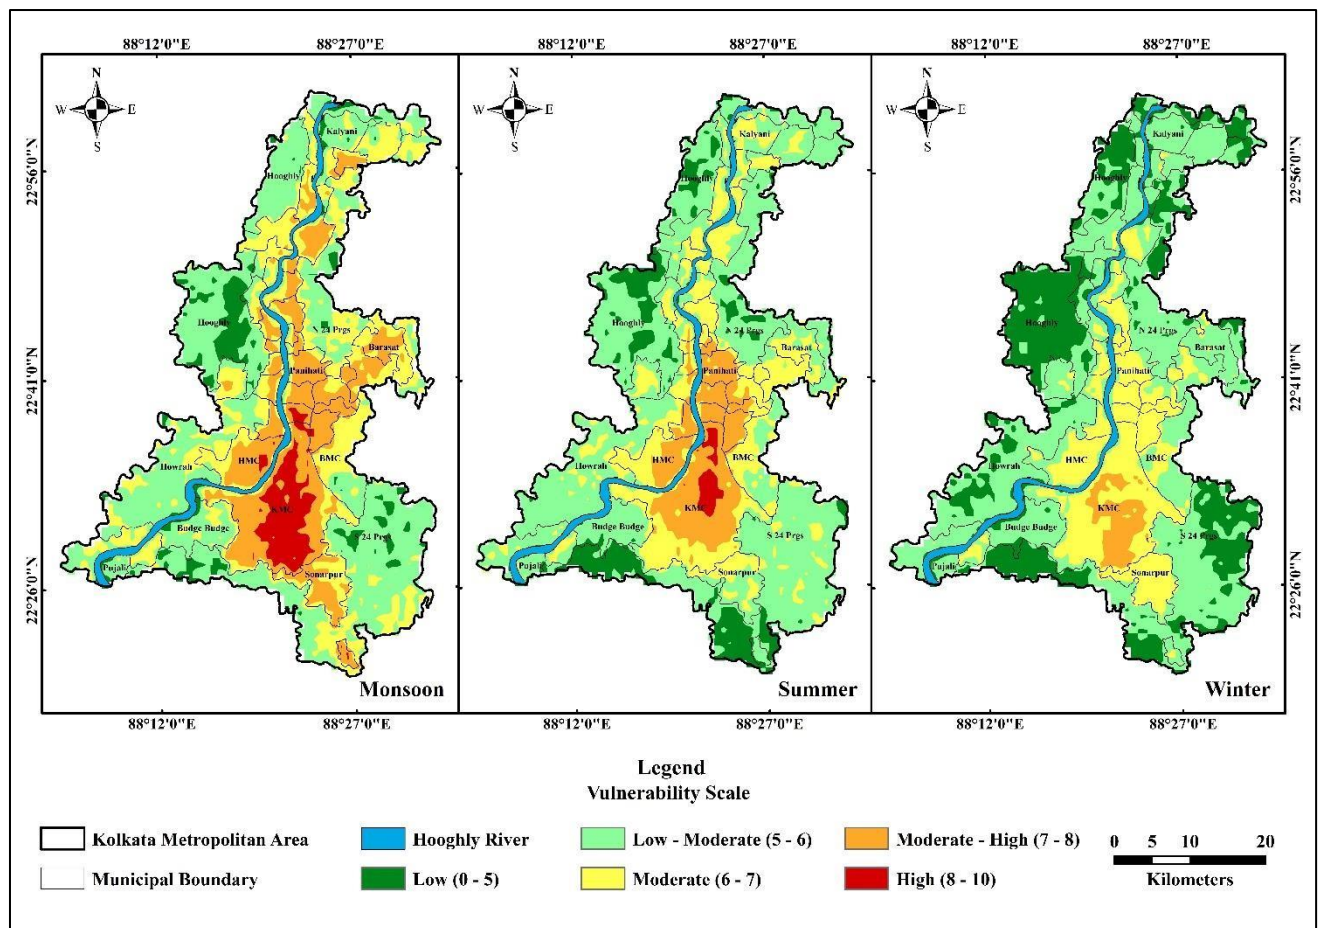 88°12'0"E 88°27'0"E 88°12'0"E 88°27'0"E 88°12'0"E 88°27'0"E
N
W E
S
N
W E
S
N
W E
S
22°56'0"N
22°41'0"N
22°26'0"N
Kalyani
Hooghly
Hooghly
N 24 Prgs
Barasat
Panihati
Howrah
HMC
BMC
KMC
Budge Budge
S 24 Prgs
Pujali
Sonarpur
Monsoon
Kalyani
Hooghly
Hooghly
N 24 Prgs
Barasat
Panihati
Howrah
HMC
BMC
KMC
Budge Budge
S 24 Prgs
Pujali
Sonarpur
Summer
Kalyani
Hooghly
Hooghly
N 24 Prgs
Barasat
Panihati
Howrah
HMC
BMC
KMC
Budge Budge
S 24 Prgs
Pujali
Sonarpur
Winter
22°56'0"N
22°41'0"N
22°26'0"N
88°12'0"E 88°27'0"E 88°12'0"E 88°27'0"E 88°12'0"E 88°27'0"E
Legend
Vulnerability Scale
Kolkata Metropolitan Area
Hooghly River
Low - Moderate (5 - 6)
Moderate - High (7 - 8)
Municipal Boundary
Low (0 - 5)
Moderate (6 - 7)
High (8 - 10)
0 5 10 20
Kilometers